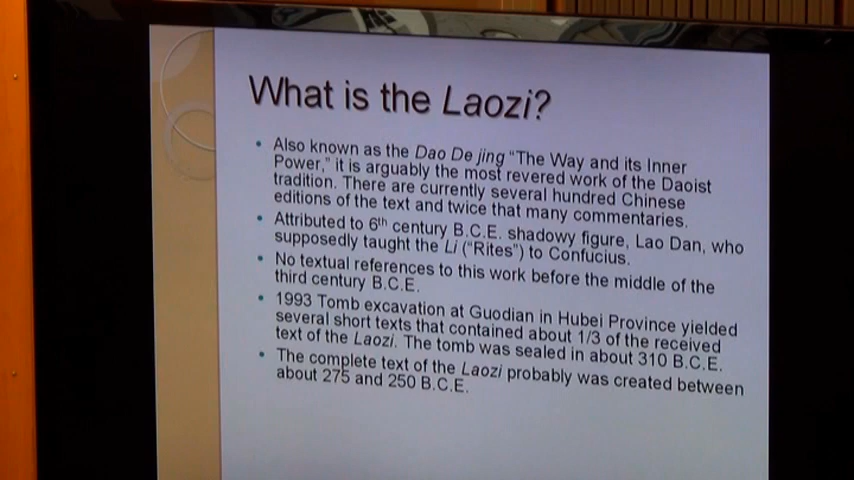 What is the Laozi?
• Also known as the Dao De jing “The Way and its Inner
Power,” it is arguably the most revered work of the Daoist
tradition. There are currently several hundred Chinese
editions of the text and twice that many commentaries.
• Attributed to 6th century B.C.E. shadowy figure, Lao Dan, who
supposedly taught the Li (“Rites”) to Confucius.
• No textual references to this work before the middle of the
third century B.C.E.
• 1993 Tomb excavation at Guodian in Hubei Province yielded
several short texts that contained about 1/3 of the received
text of the Laozi. The tomb was sealed in about 310 B.C.E.
• The complete text of the Laozi probably was created between
about 275 and 250 B.C.E.